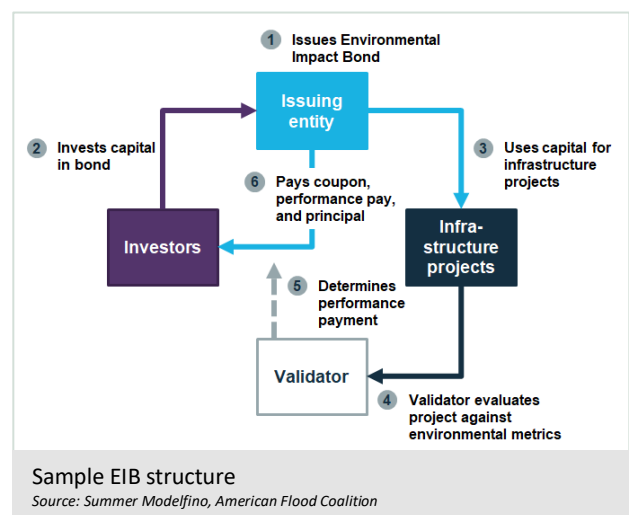 1 Issues Environmental
Impact Bond
Issuing
entity
2 Invests capital
in bond
3 Uses capital for
infrastructure
projects
6 Pays coupon,
performance pay,
and principal
Investors
Infra-
structure
projects
5 Determines
performance
payment
Validator
4 Validator evaluates
project against
environmental metrics
Sample EIB structure
Source: Summer Modelfino, American Flood Coalition